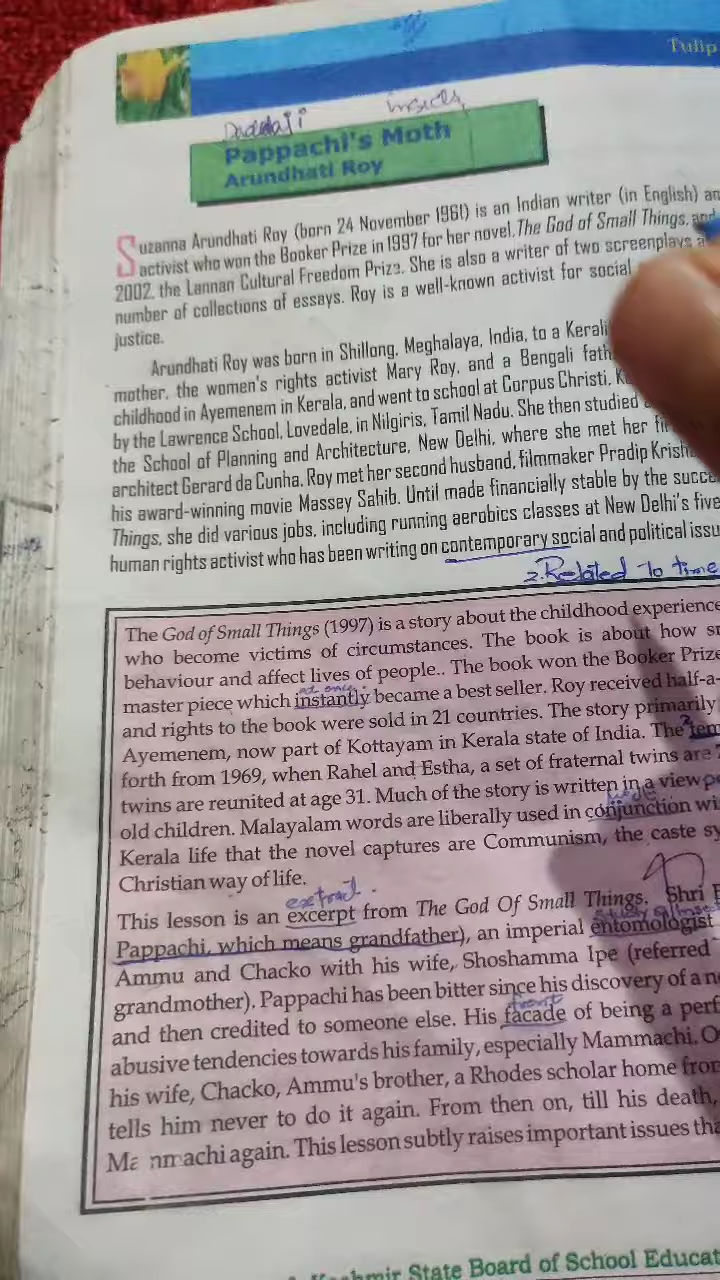 Tulip
Daddaji insects
Pappachi's Moth
Arundhati Roy
Suzanna Arundhati Roy (born 24 November 1961) is an Indian writer (in English) an
activist who won the Booker Prize in 1997 for her novel, The God of Small Things, and
2002, the Lannan Cultural Freedom Prize. She is also a writer of two screenplays a
number of collections of essays. Roy is a well-known activist for social
justice.
Arundhati Roy was born in Shillong, Meghalaya, India, to a Kerali
mother, the women's rights activist Mary Roy, and a Bengali fath
childhood in Ayemenem in Kerala, and went to school at Corpus Christi, K
by the Lawrence School, Lovedale, in Nilgiris, Tamil Nadu. She then studied
the School of Planning and Architecture, New Delhi, where she met her fir
architect Gerard da Cunha. Roy met her second husband, filmmaker Pradip Krish
his award-winning movie Massey Sahib. Until made financially stable by the succe
Things, she did various jobs, including running aerobics classes at New Delhi's five
human rights activist who has been writing on contemporary social and political issu
2. Related to time
The God of Small Things (1997) is a story about the childhood experience
who become victims of circumstances. The book is about how sm
behaviour and affect lives of people.. The book won the Booker Prize
at once
master piece which instantly became a best seller. Roy received half-a-
and rights to the book were sold in 21 countries. The story primarily
Ayemenem, now part of Kottayam in Kerala state of India. The tem
forth from 1969, when Rahel and Estha, a set of fraternal twins are 7
twins are reunited at age 31. Much of the story is written in a view po
old children. Malayalam words are liberally used in conjunction wi
Kerala life that the novel captures are Communism, the caste sy
Christian way of life.
extract.
This lesson is an excerpt from The God Of Small Things. Shri B
Pappachi, which means grandfather), an imperial entomologist
Ammu and Chacko with his wife, Shoshamma Ipe (referred
grandmother). Pappachi has been bitter since his discovery of a ne
front
and then credited to someone else. His facade of being a perf
abusive tendencies towards his family, especially Mammachi. O
his wife, Chacko, Ammu's brother, a Rhodes scholar home from
tells him never to do it again. From then on, till his death,
Mammachi again. This lesson subtly raises important issues tha
Kashmir State Board of School Educat